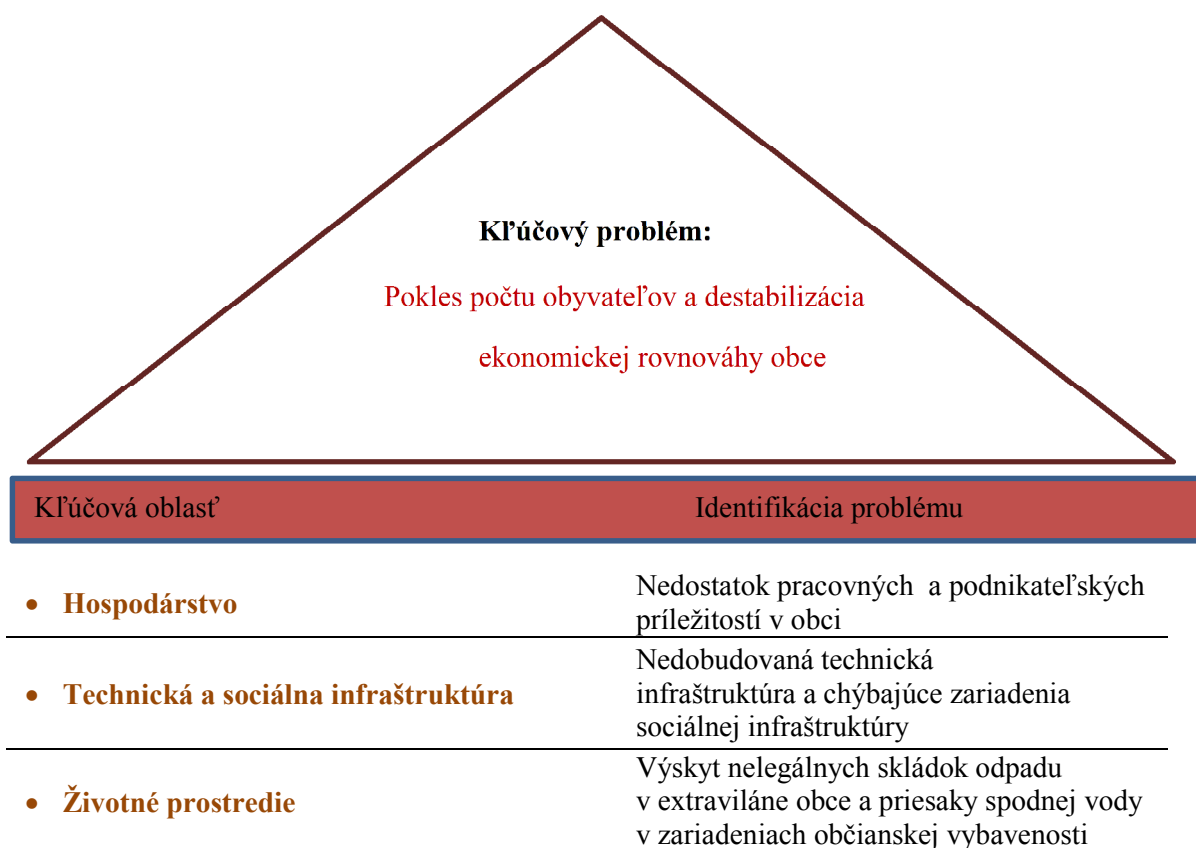 Kľúčový problém:
Pokles počtu obyvateľov a destabilizácia
ekonomickej rovnováhy obce
Kľúčová oblasť
Identifikácia problému
• Hospodárstvo
Nedostatok pracovných a podnikateľských
príležitostí v obci
• Technická a sociálna infraštruktúra
Nedobudovaná technická
infraštruktúra a chýbajúce zariadenia
sociálnej infraštruktúry
• Životné prostredie
Výskyt nelegálnych skládok odpadu
v extraviláne obce a priesaky spodnej vody
v zariadeniach občianskej vybavenosti